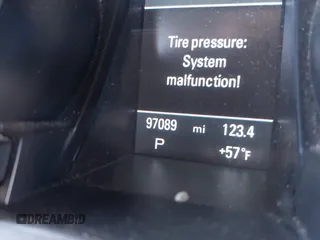 Tire pressure:
System
malfunction!
97089 mi 123.4
P +57°F
DREAMBID